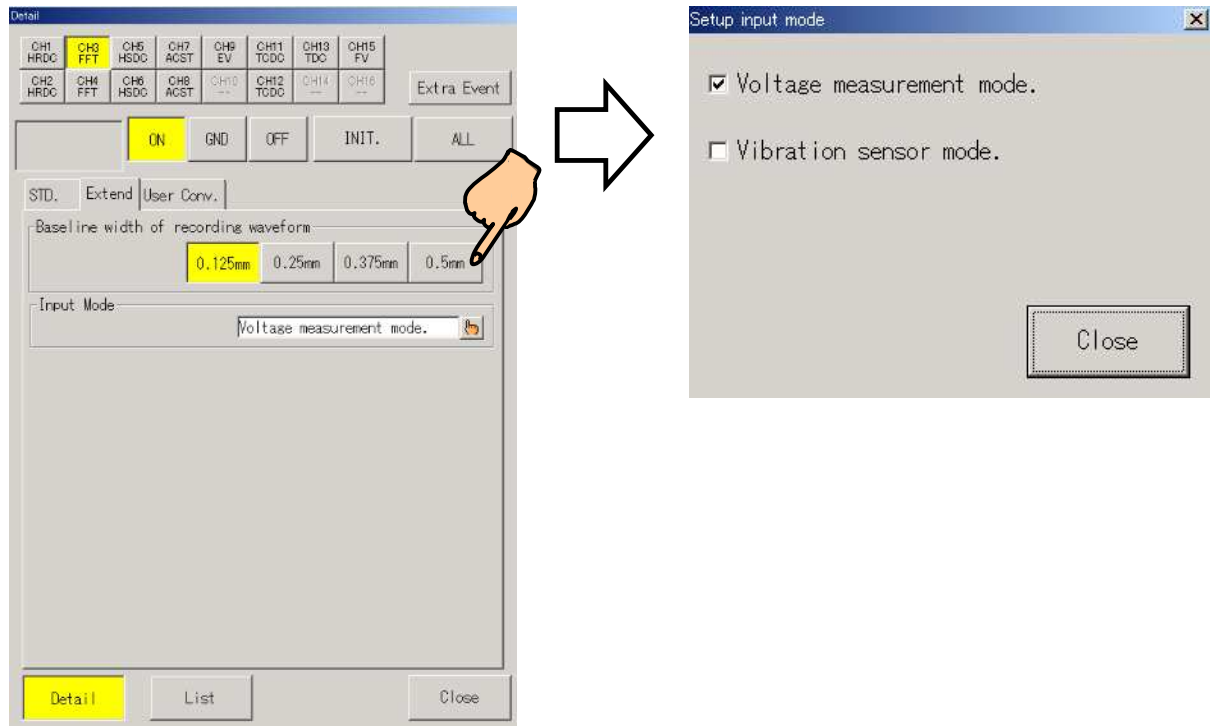 Detail
CH1 CH3 CH5 CH7 CH9 CH11 CH13 CH15
HRDC FFT HSDC ACST EV TCDC TDC FV
CH2 CH4 CH6 CH8 CH10 CH12 CH14 CH16
HRDC FFT HSDC ACST -- TCDC -- --
Extra Event
ON GND OFF INIT. ALL
STD. Extend User Conv.
Baseline width of recording waveform
0.125mm 0.25mm 0.375mm 0.5mm
Input Mode
Voltage measurement mode.
Detail List Close
Setup input mode
Voltage measurement mode.
Vibration sensor mode.
Close